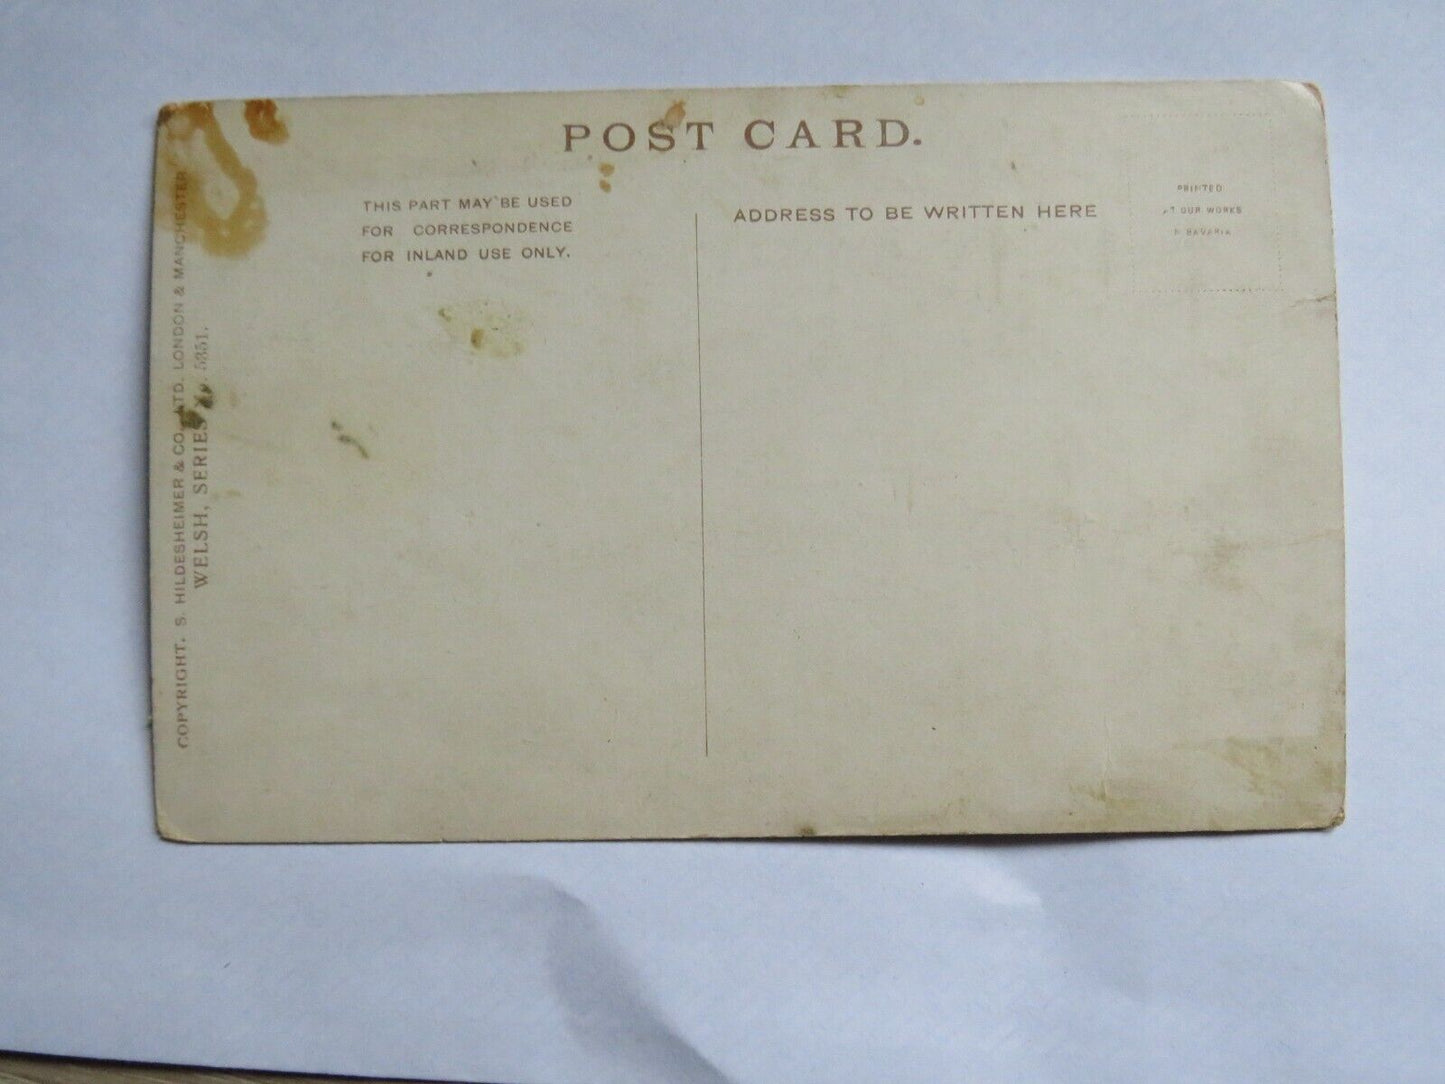 POST CARD.
THIS PART MAY BE USED
FOR CORRESPONDENCE
FOR INLAND USE ONLY.
ADDRESS TO BE WRITTEN HERE
PRINTED
AT OUR WORKS
BAVARIA
COPYRIGHT. S. HILDESHEIMER & CO. LTD. LONDON & MANCHESTER
WELSH, SERIES No. 5351.